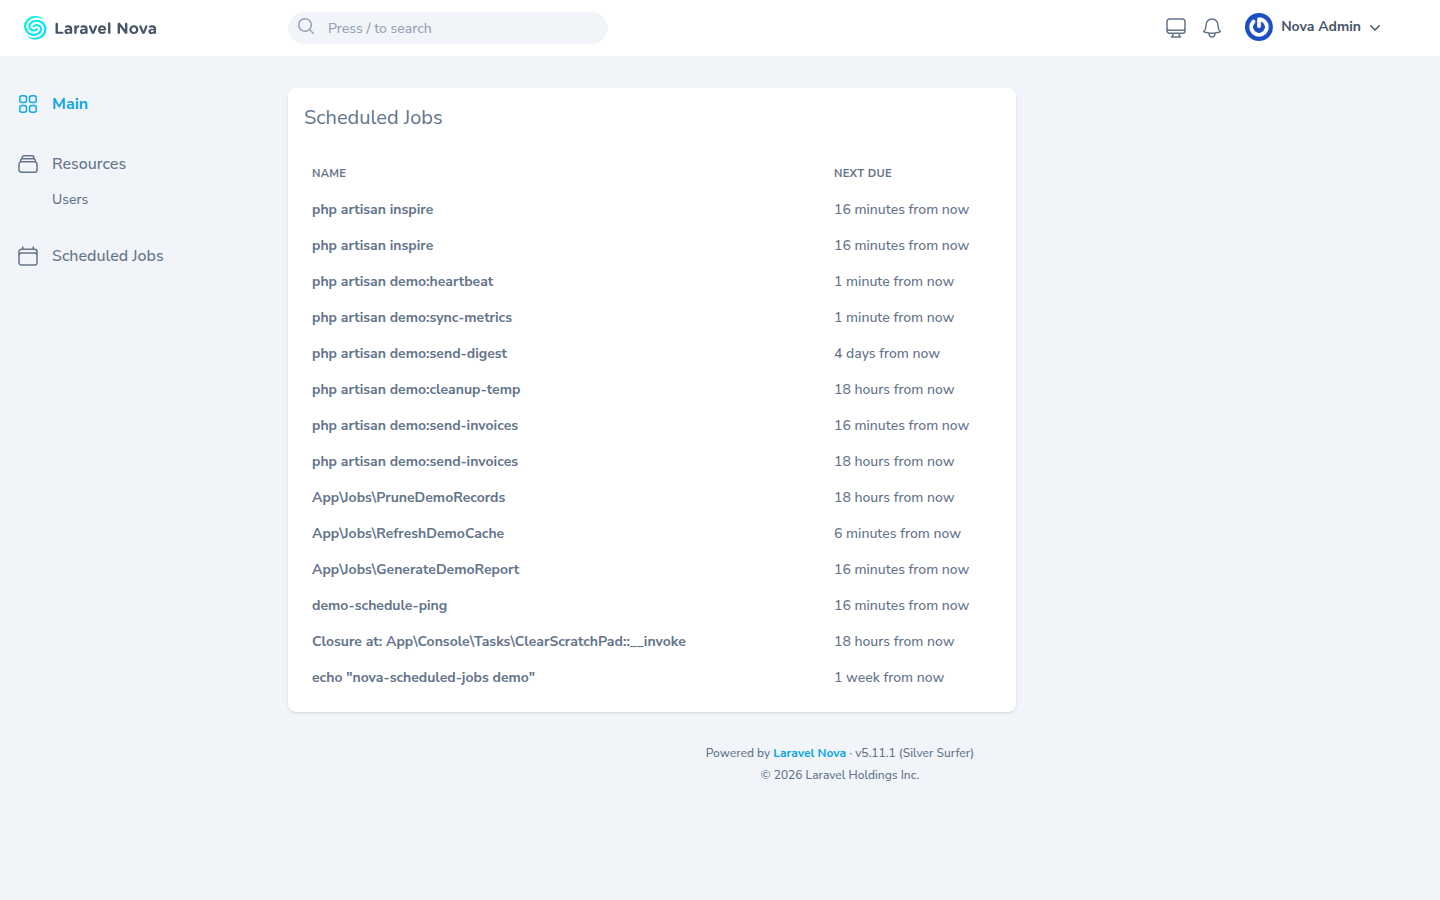 Laravel Nova
Press / to search
Nova Admin
Main
Resources
Users
Scheduled Jobs
Scheduled Jobs
NAME NEXT DUE
php artisan inspire 16 minutes from now
php artisan inspire 16 minutes from now
php artisan demo:heartbeat 1 minute from now
php artisan demo:sync-metrics 1 minute from now
php artisan demo:send-digest 4 days from now
php artisan demo:cleanup-temp 18 hours from now
php artisan demo:send-invoices 16 minutes from now
php artisan demo:send-invoices 18 hours from now
App\Jobs\PruneDemoRecords 18 hours from now
App\Jobs\RefreshDemoCache 6 minutes from now
App\Jobs\GenerateDemoReport 16 minutes from now
demo-schedule-ping 16 minutes from now
Closure at: App\Console\Tasks\ClearScratchPad::__invoke 18 hours from now
echo "nova-scheduled-jobs demo" 1 week from now
Powered by Laravel Nova · v5.11.1 (Silver Surfer)
© 2026 Laravel Holdings Inc.